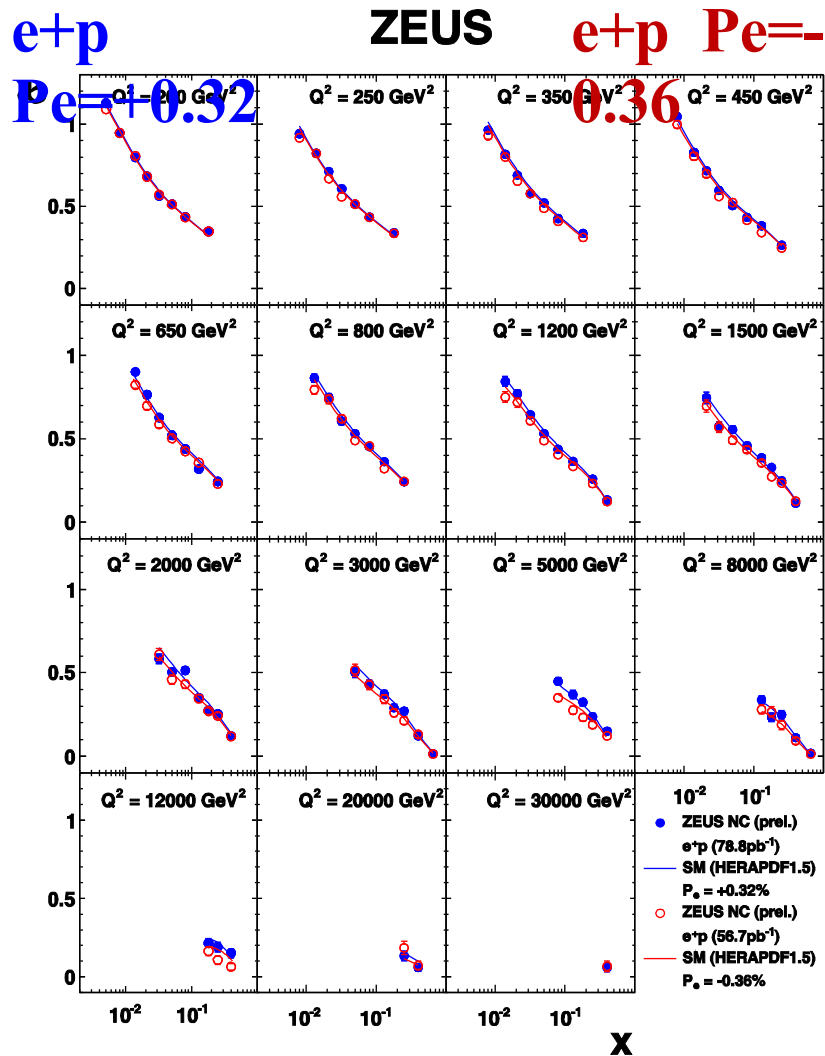 e+p
Pe=+0.32
ZEUS
e+p Pe=-
0.36
Q² = 200 GeV²
Q² = 250 GeV²
Q² = 350 GeV²
Q² = 450 GeV²
1
0.5
0
Q² = 650 GeV²
Q² = 800 GeV²
Q² = 1200 GeV²
Q² = 1500 GeV²
1
0.5
0
Q² = 2000 GeV²
Q² = 3000 GeV²
Q² = 5000 GeV²
Q² = 8000 GeV²
1
0.5
0
10⁻² 10⁻¹
Q² = 12000 GeV²
Q² = 20000 GeV²
Q² = 30000 GeV²
1
0.5
0
ZEUS NC (prel.)
e+p (78.8pb⁻¹)
SM (HERAPDF1.5)
Pₑ = +0.32%
ZEUS NC (prel.)
e+p (56.7pb⁻¹)
SM (HERAPDF1.5)
Pₑ = -0.36%
10⁻² 10⁻¹
10⁻² 10⁻¹
10⁻² 10⁻¹
x